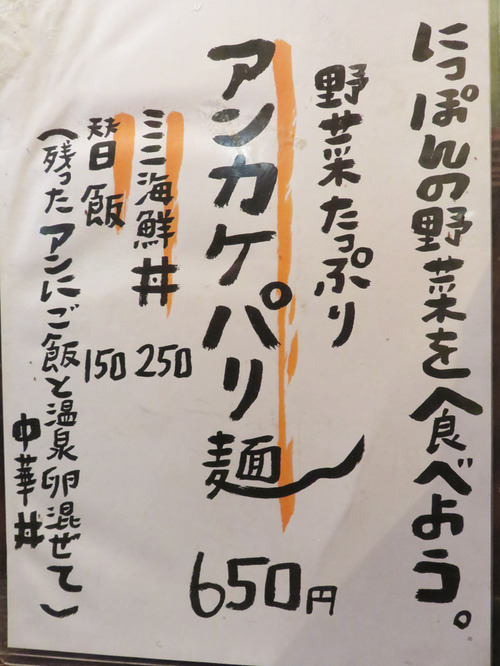 にっぽんの野菜を食べよう。
野菜たっぷり
アンカケパリ麺
650円
ミニ海鮮丼 250
替飯 150
(残ったアンにご飯と温泉卵混ぜて)
中華丼